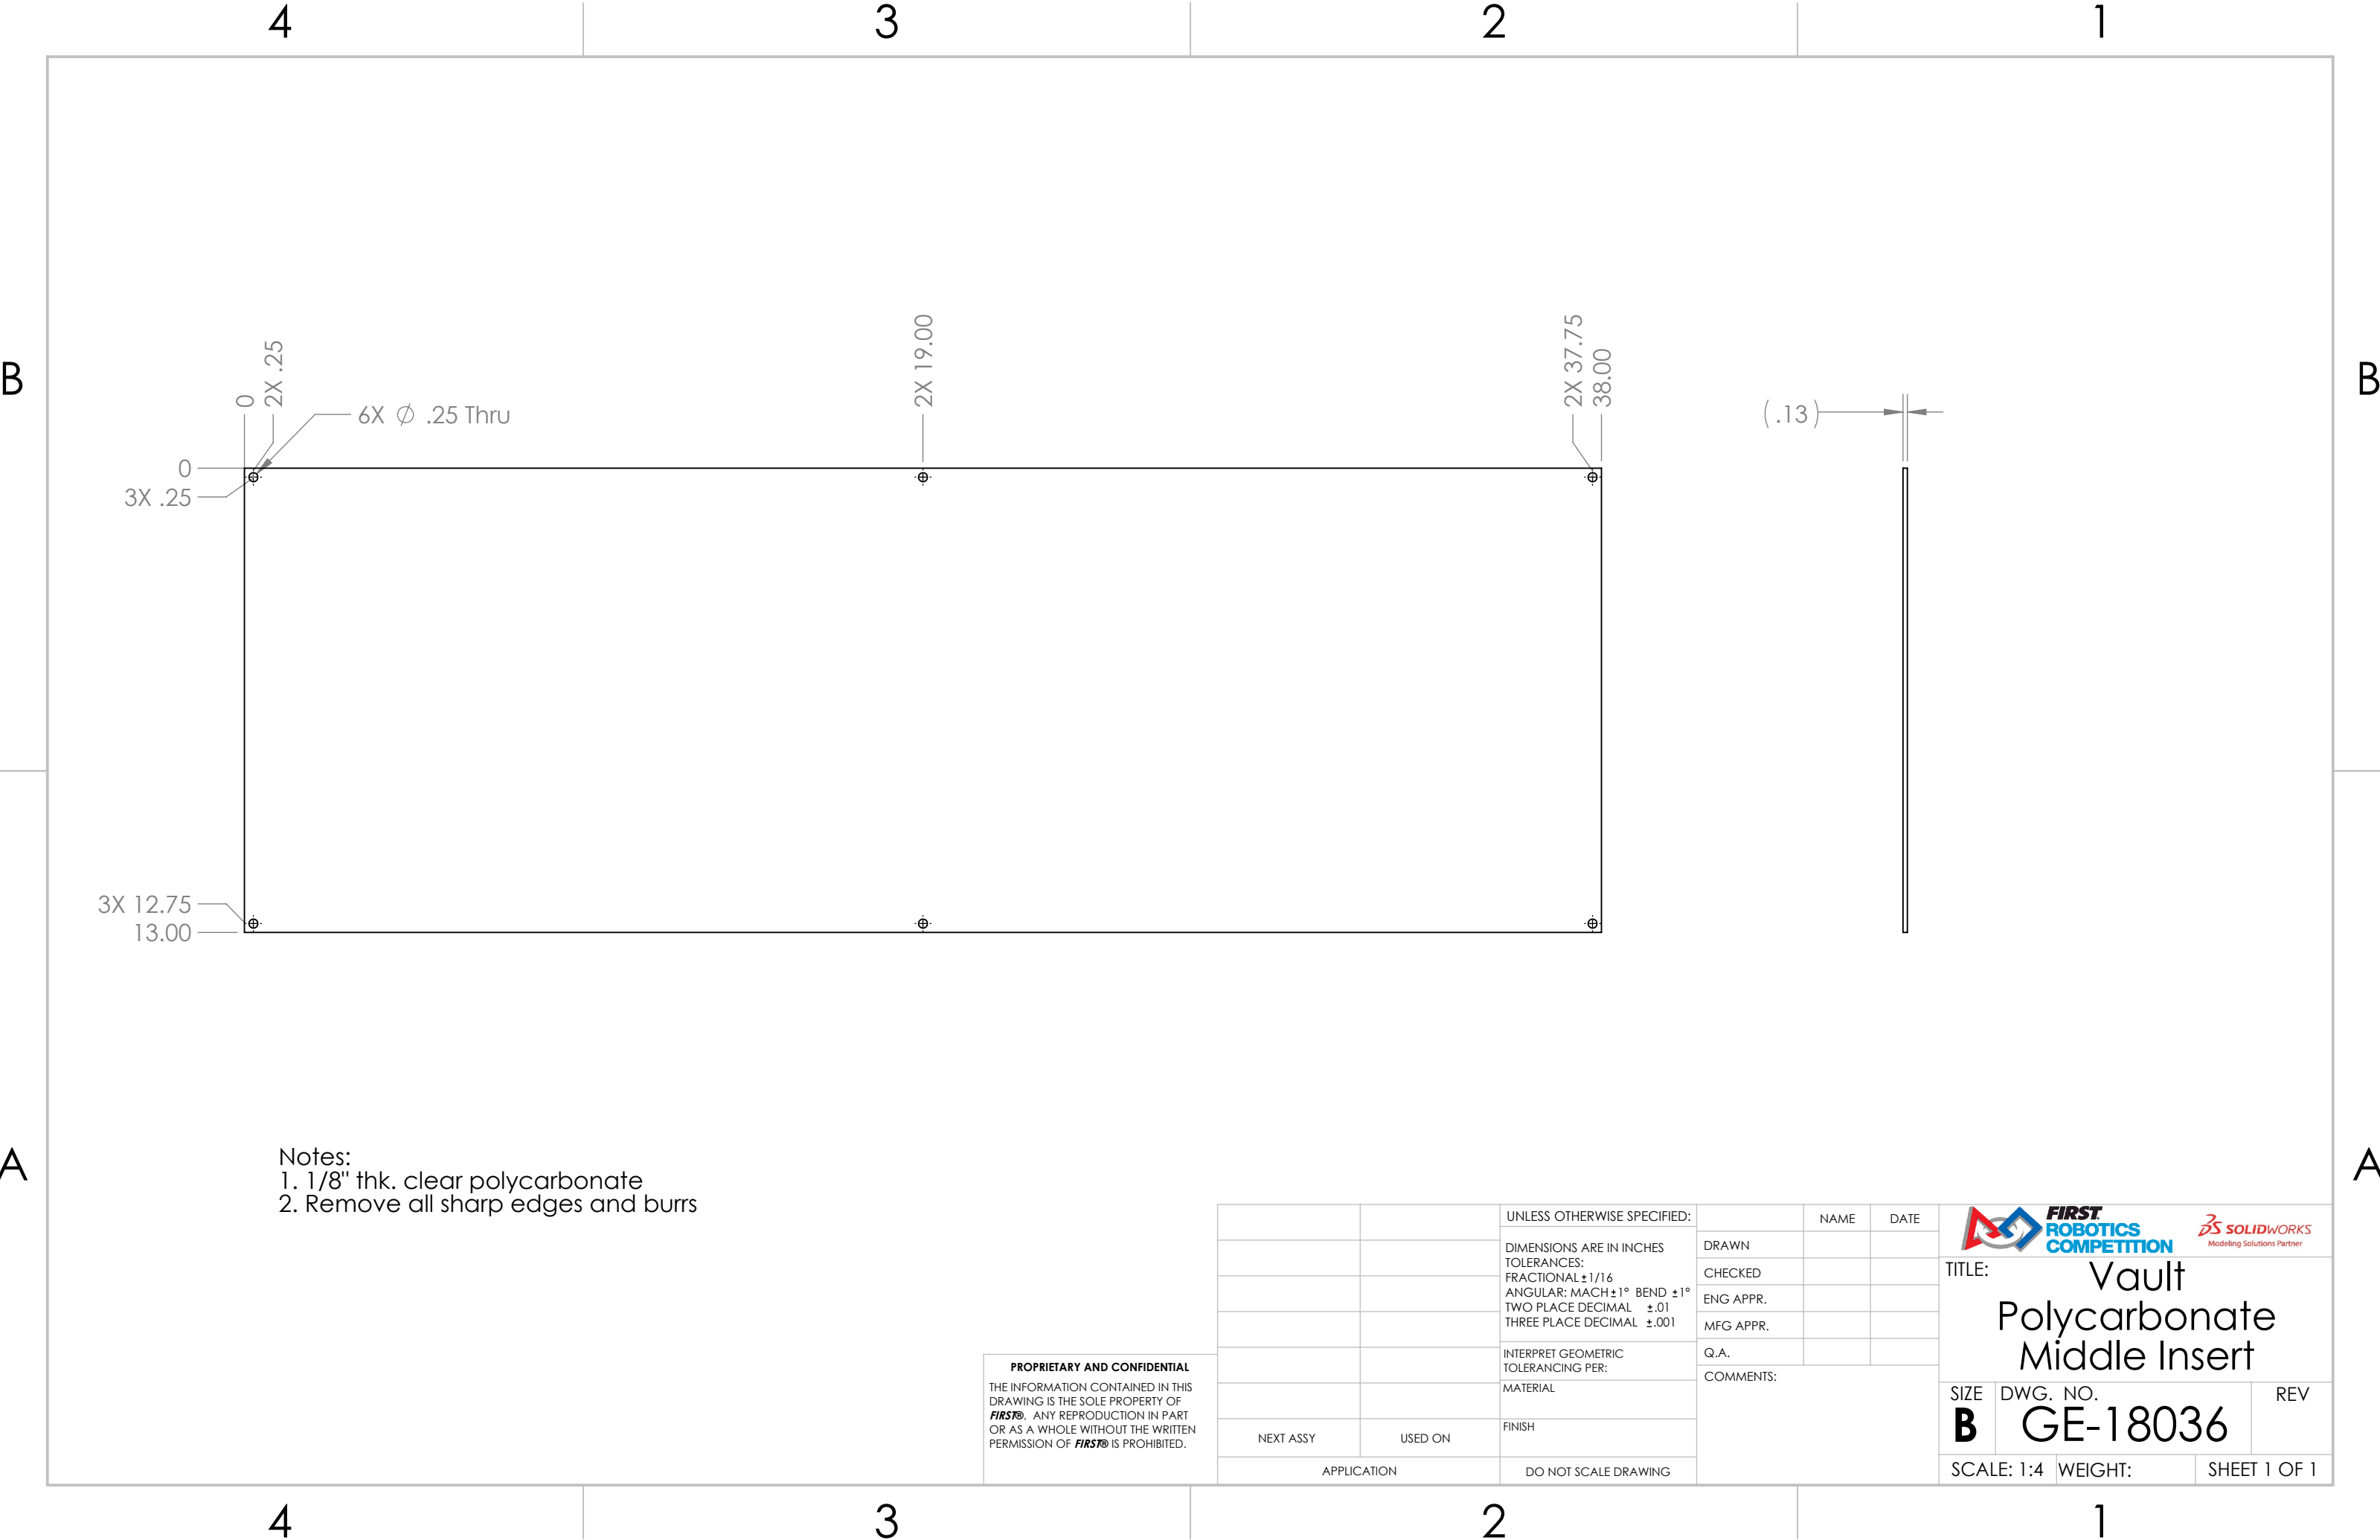 4 3 2 1
B B
0
2X .25
2X 19.00
2X 37.75
38.00
6X Ø .25 Thru
(.13)
0
3X .25
3X 12.75
13.00
A A
Notes:
1. 1/8" thk. clear polycarbonate
2. Remove all sharp edges and burrs
PROPRIETARY AND CONFIDENTIAL
THE INFORMATION CONTAINED IN THIS
DRAWING IS THE SOLE PROPERTY OF
FIRST®. ANY REPRODUCTION IN PART
OR AS A WHOLE WITHOUT THE WRITTEN
PERMISSION OF FIRST® IS PROHIBITED.
NEXT ASSY USED ON
APPLICATION
UNLESS OTHERWISE SPECIFIED:
DIMENSIONS ARE IN INCHES
TOLERANCES:
FRACTIONAL ±1/16
ANGULAR: MACH ±1° BEND ±1°
TWO PLACE DECIMAL ±.01
THREE PLACE DECIMAL ±.001
INTERPRET GEOMETRIC
TOLERANCING PER:
MATERIAL
FINISH
DO NOT SCALE DRAWING
NAME DATE
DRAWN
CHECKED
ENG APPR.
MFG APPR.
Q.A.
COMMENTS:
FIRST
ROBOTICS
COMPETITION
3S SOLIDWORKS
Modeling Solutions Partner
TITLE:
Vault
Polycarbonate
Middle Insert
SIZE DWG. NO. REV
B GE-18036
SCALE: 1:4 WEIGHT: SHEET 1 OF 1
4 3 2 1